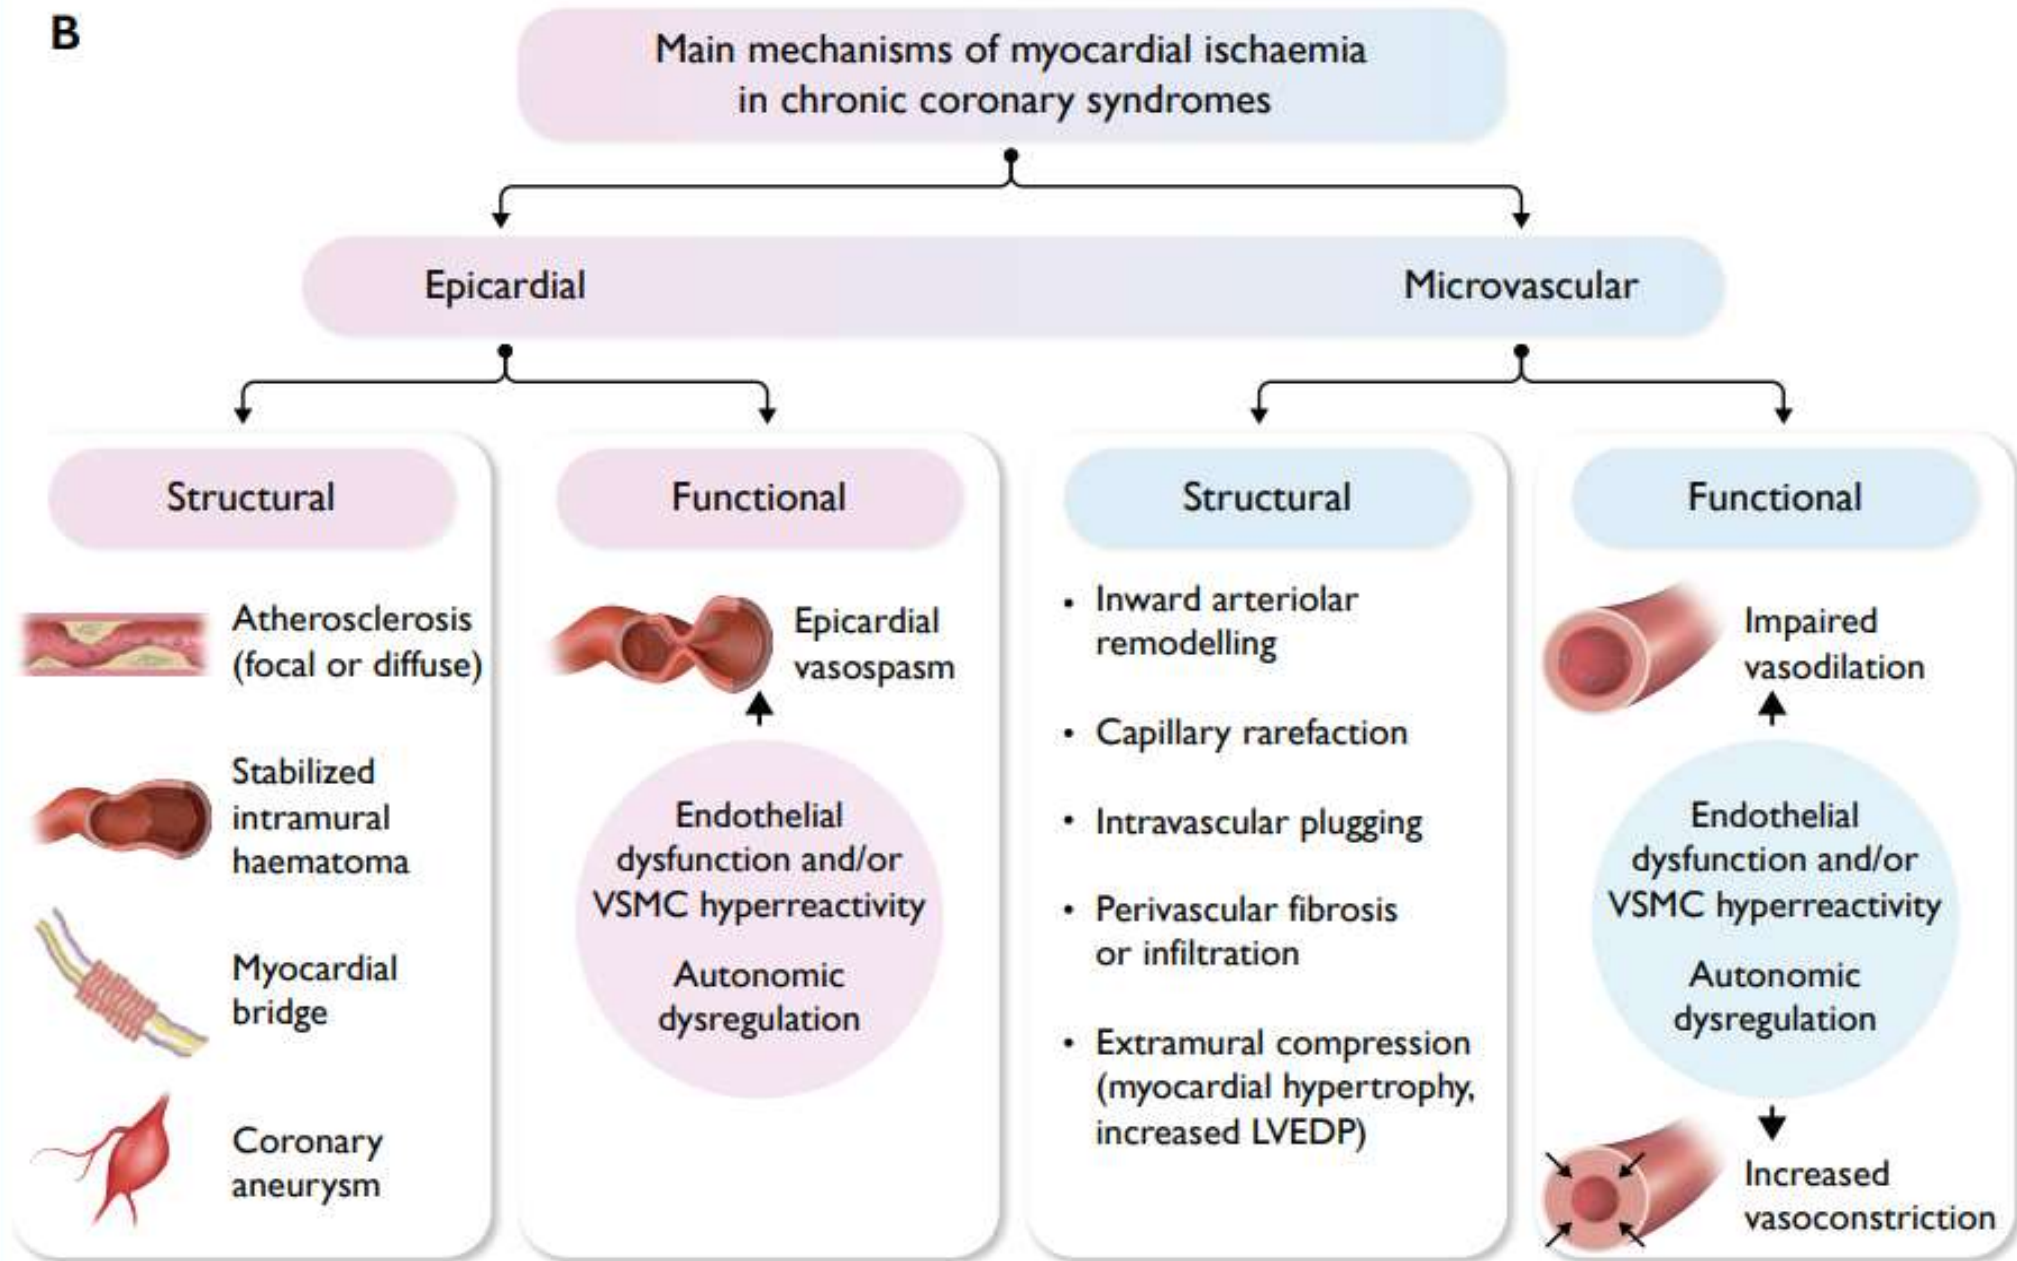 B
Main mechanisms of myocardial ischaemia
in chronic coronary syndromes
Epicardial
Microvascular
Structural
Atherosclerosis
(focal or diffuse)
Stabilized
intramural
haematoma
Myocardial
bridge
Coronary
aneurysm
Functional
Epicardial
vasospasm
Endothelial
dysfunction and/or
VSMC hyperreactivity
Autonomic
dysregulation
Structural
• Inward arteriolar
remodelling
• Capillary rarefaction
• Intravascular plugging
• Perivascular fibrosis
or infiltration
• Extramural compression
(myocardial hypertrophy,
increased LVEDP)
Functional
Impaired
vasodilation
Endothelial
dysfunction and/or
VSMC hyperreactivity
Autonomic
dysregulation
Increased
vasoconstriction